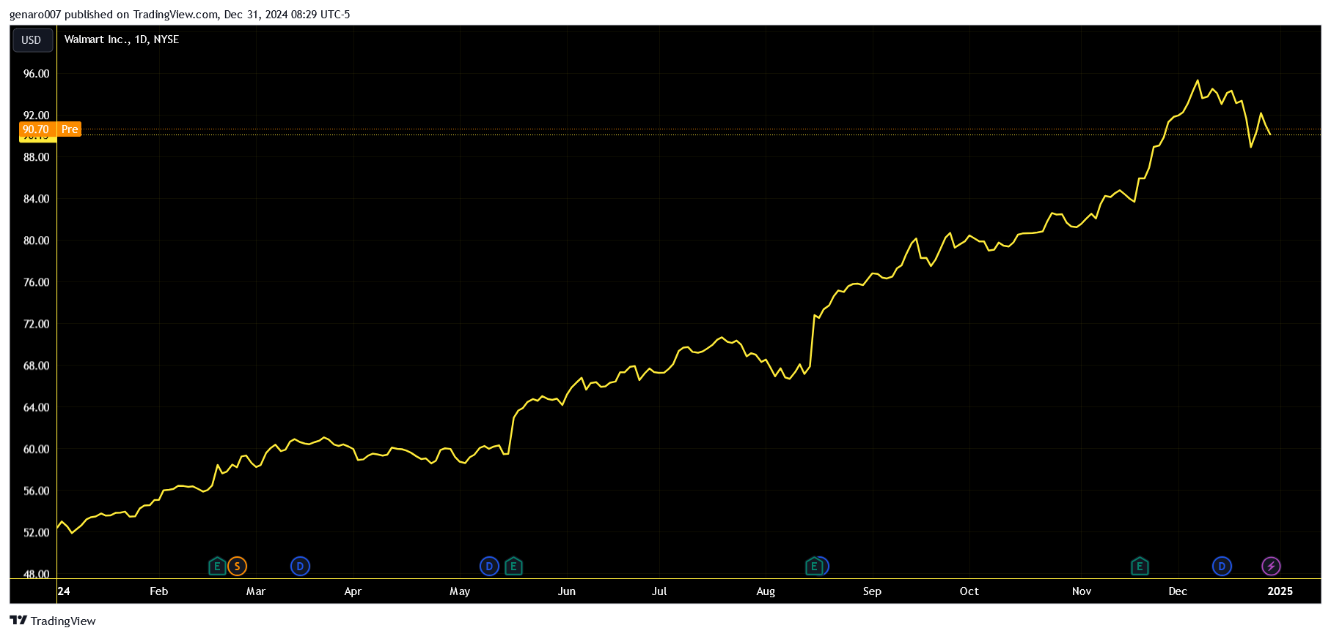 genaro007 published on TradingView.com, Dec 31, 2024 08:29 UTC-5
USD
Walmart Inc., 1D, NYSE
96.00
92.00
90.70 Pre
88.00
84.00
80.00
76.00
72.00
68.00
64.00
60.00
56.00
52.00
48.00
E S D D E E E D
24 Feb Mar Apr May Jun Jul Aug Sep Oct Nov Dec 2025
TradingView